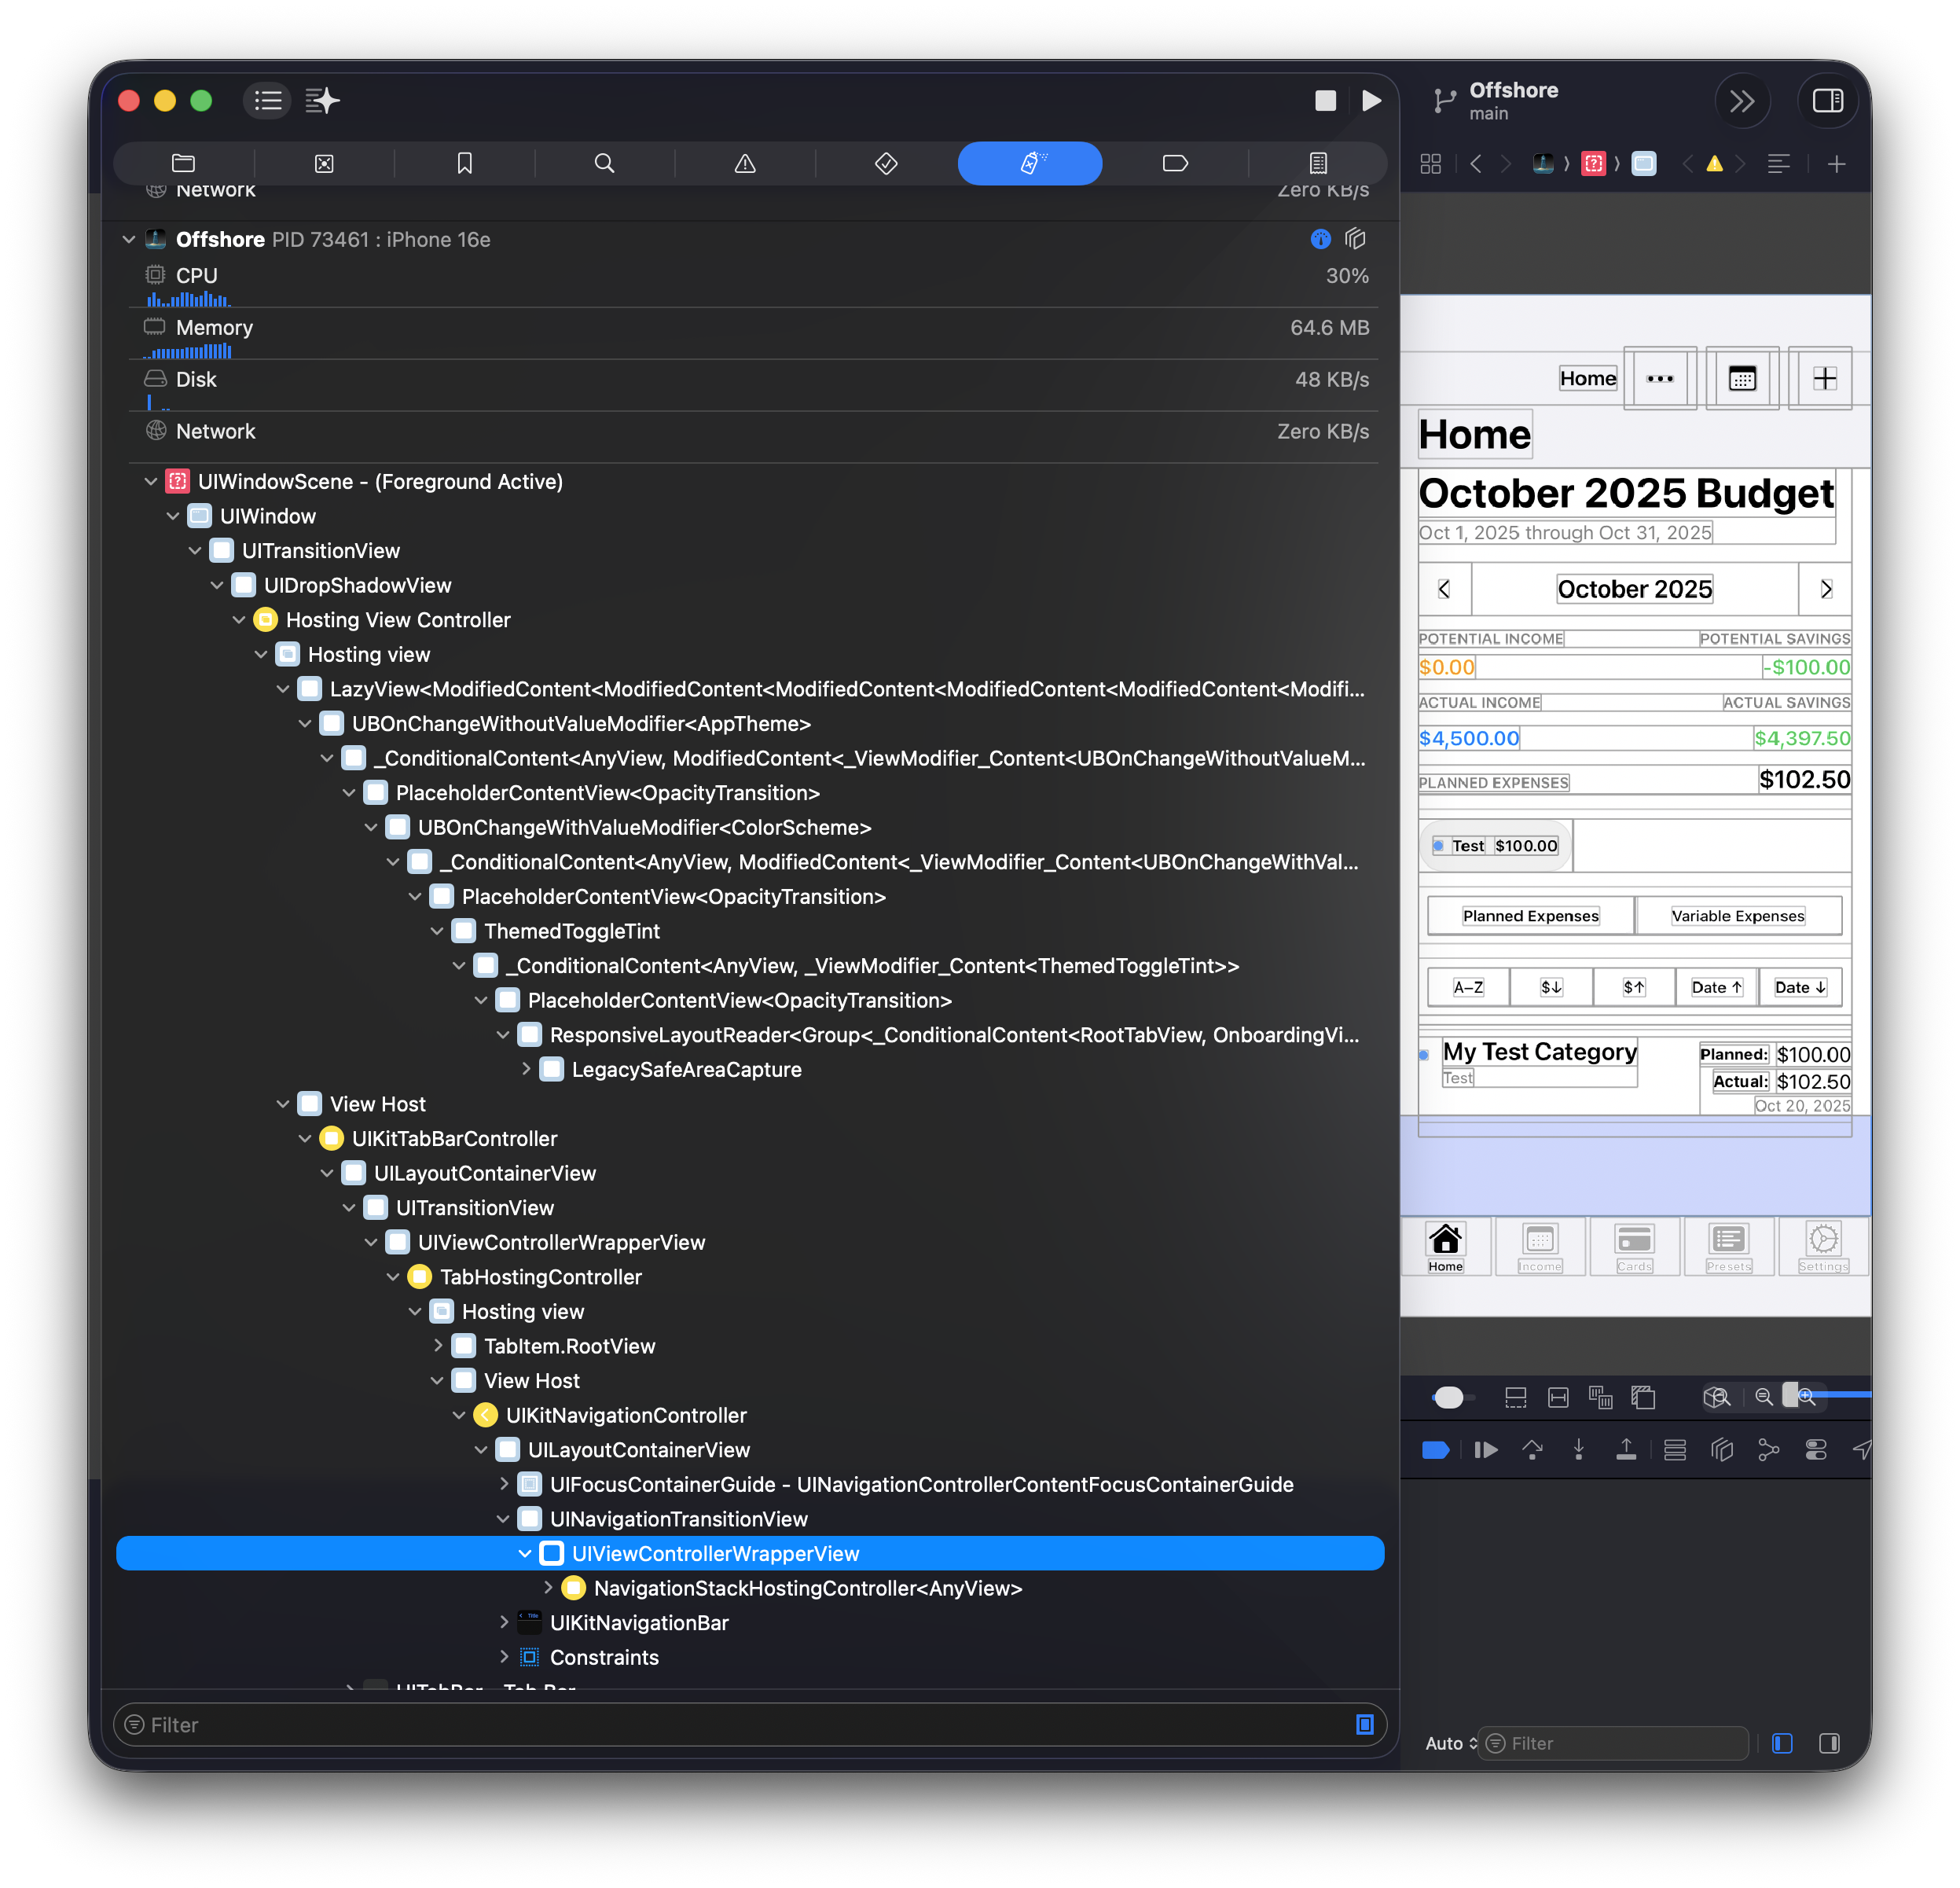 Offshore
main
Network Zero KB/s
Offshore PID 73461 : iPhone 16e
CPU 30%
Memory 64.6 MB
Disk 48 KB/s
Network Zero KB/s
UIWindowScene - (Foreground Active)
UIWindow
UITransitionView
UIDropShadowView
Hosting View Controller
Hosting view
LazyView<ModifiedContent<ModifiedContent<ModifiedContent<ModifiedContent<ModifiedContent<Modifi...
UBOnChangeWithoutValueModifier<AppTheme>
_ConditionalContent<AnyView, ModifiedContent<_ViewModifier_Content<UBOnChangeWithoutValueM...
PlaceholderContentView<OpacityTransition>
UBOnChangeWithValueModifier<ColorScheme>
_ConditionalContent<AnyView, ModifiedContent<_ViewModifier_Content<UBOnChangeWithVal...
PlaceholderContentView<OpacityTransition>
ThemedToggleTint
_ConditionalContent<AnyView, _ViewModifier_Content<ThemedToggleTint>>
PlaceholderContentView<OpacityTransition>
ResponsiveLayoutReader<Group<_ConditionalContent<RootTabView, OnboardingVi...
LegacySafeAreaCapture
View Host
UIKitTabBarController
UILayoutContainerView
UITransitionView
UIViewControllerWrapperView
TabHostingController
Hosting view
TabItem.RootView
View Host
UIKitNavigationController
UILayoutContainerView
UIFocusContainerGuide - UINavigationControllerContentFocusContainerGuide
UINavigationTransitionView
UIViewControllerWrapperView
NavigationStackHostingController<AnyView>
UIKitNavigationBar
Constraints
UITabBar - Tab Bar
Filter
Home
Home
October 2025 Budget
Oct 1, 2025 through Oct 31, 2025
October 2025
POTENTIAL INCOME POTENTIAL SAVINGS
$0.00 -$100.00
ACTUAL INCOME ACTUAL SAVINGS
$4,500.00 $4,397.50
PLANNED EXPENSES $102.50
Test $100.00
Planned Expenses Variable Expenses
A–Z $↓ $↑ Date ↑ Date ↓
My Test Category Planned: $100.00
Test Actual: $102.50
Oct 20, 2025
Home Income Cards Presets Settings
Auto Filter